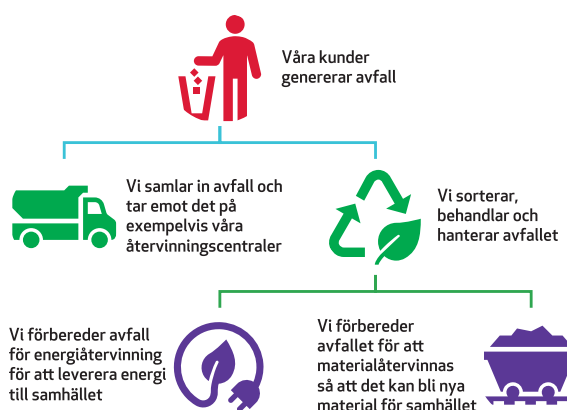 Våra kunder
genererar avfall
Vi samlar in avfall och
tar emot det på
exempelvis våra
återvinningscentraler
Vi sorterar,
behandlar och
hanterar avfallet
Vi förbereder avfall
för energiåtervinning
för att leverera energi
till samhället
Vi förbereder
avfallet för att
materialåtervinnas
så att det kan bli nya
material för samhället